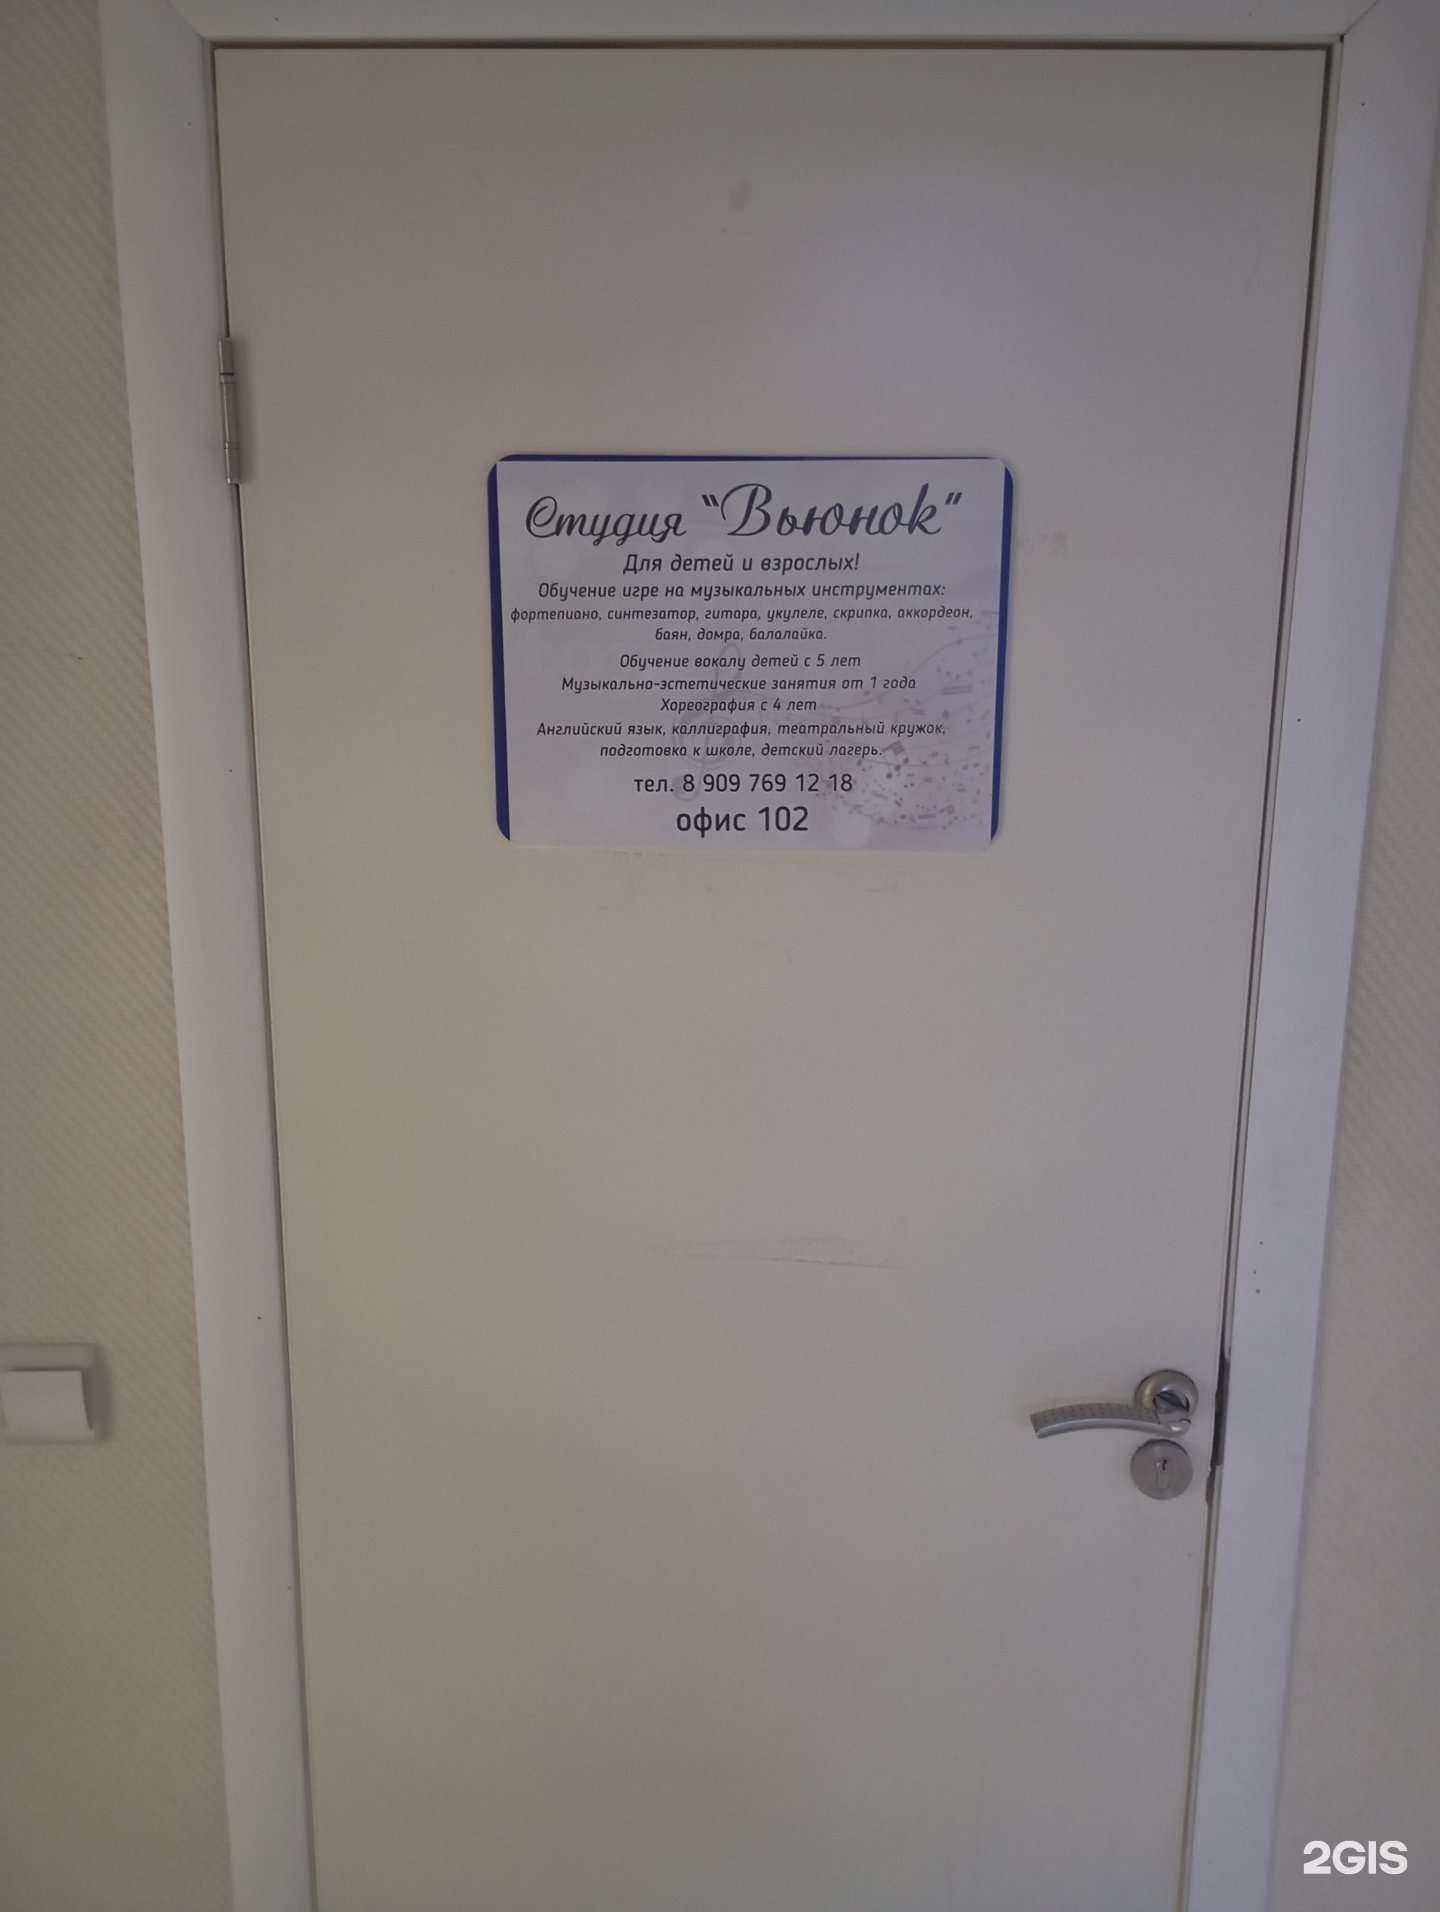 Студия "Вьюнок"
Для детей и взрослых!
Обучение игре на музыкальных инструментах:
фортепиано, синтезатор, гитара, укулеле, скрипка, аккордеон,
баян, домра, балалайка.
Обучение вокалу детей с 5 лет
Музыкально-эстетические занятия от 1 года
Хореография с 4 лет
Английский язык, каллиграфия, театральный кружок,
подготовка к школе, детский лагерь.
тел. 8 909 769 12 18
офис 102
2GIS